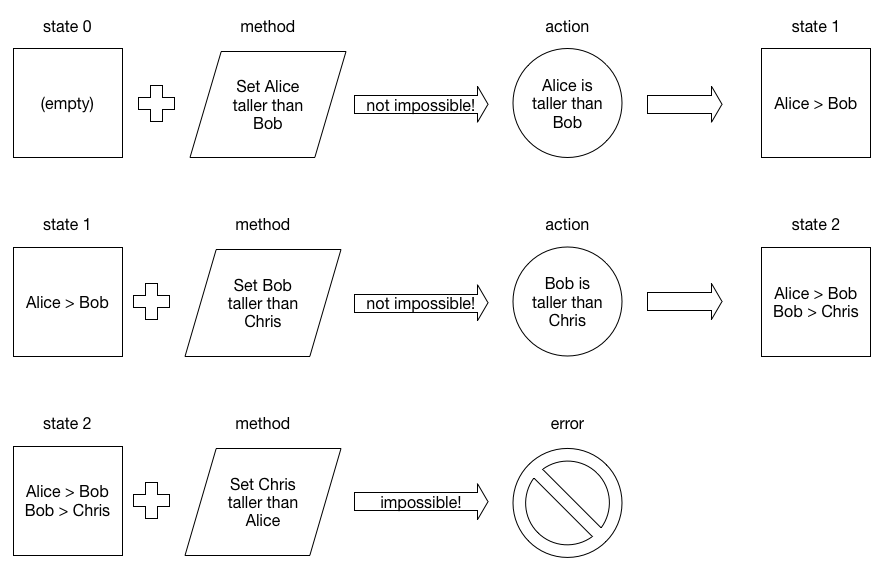 state 0
method
action
state 1
(empty)
Set Alice
taller than
Bob
not impossible!
Alice is
taller than
Bob
Alice > Bob
state 1
method
action
state 2
Alice > Bob
Set Bob
taller than
Chris
not impossible!
Bob is
taller than
Chris
Alice > Bob
Bob > Chris
state 2
method
error
Alice > Bob
Bob > Chris
Set Chris
taller than
Alice
impossible!